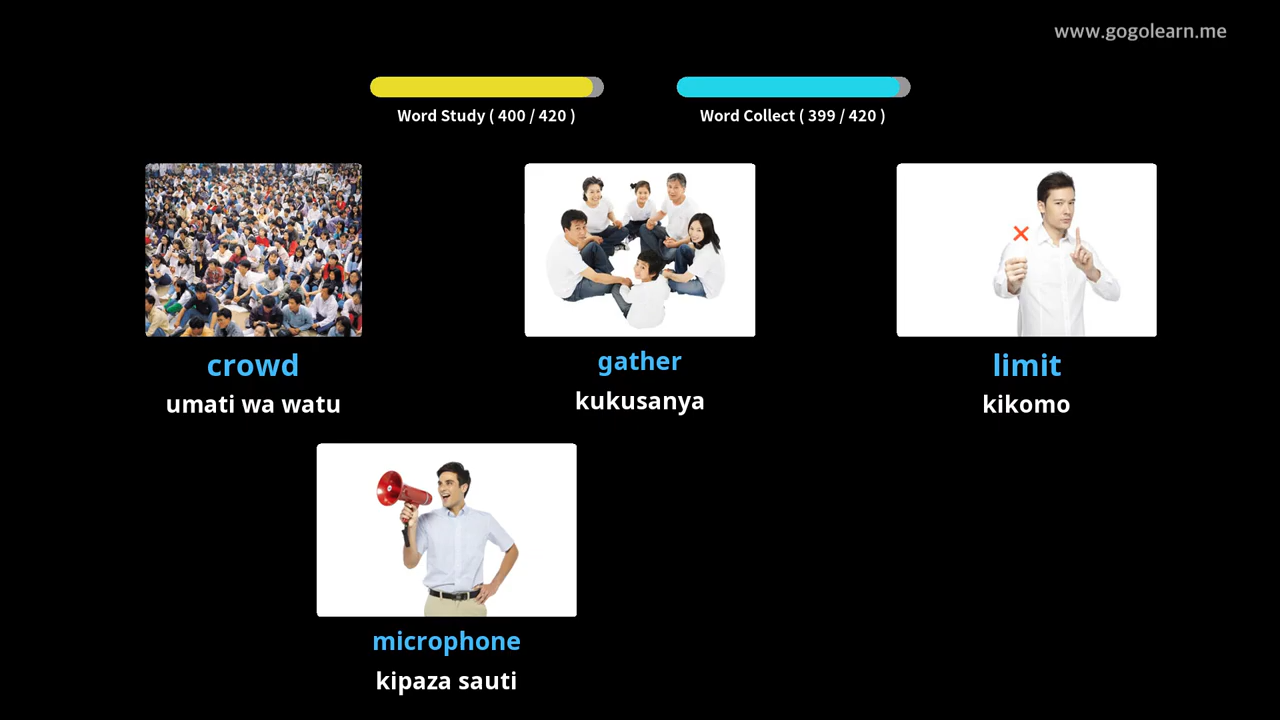 www.gogolearn.me
Word Study ( 400 / 420 )
Word Collect ( 399 / 420 )
crowd
umati wa watu
gather
kukusanya
limit
kikomo
microphone
kipaza sauti